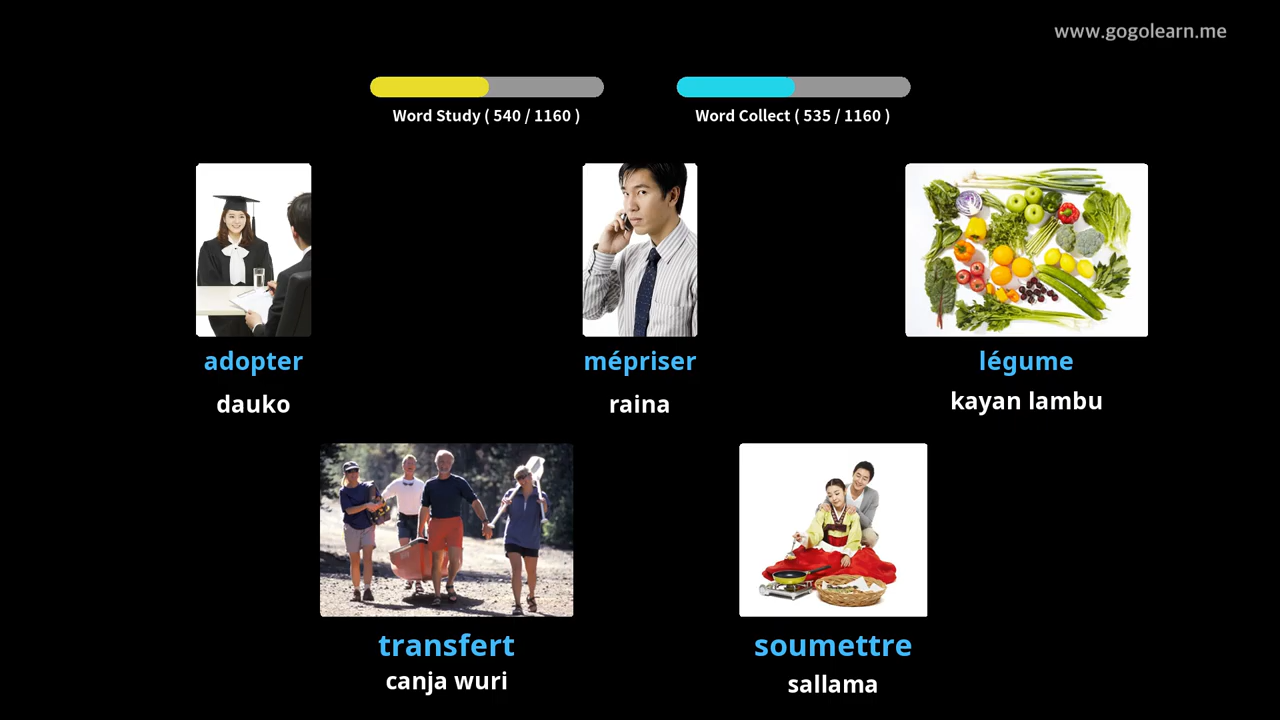 www.gogolearn.me
Word Study ( 540 / 1160 )
Word Collect ( 535 / 1160 )
adopter
dauko
mépriser
raina
légume
kayan lambu
transfert
canja wuri
soumettre
sallama